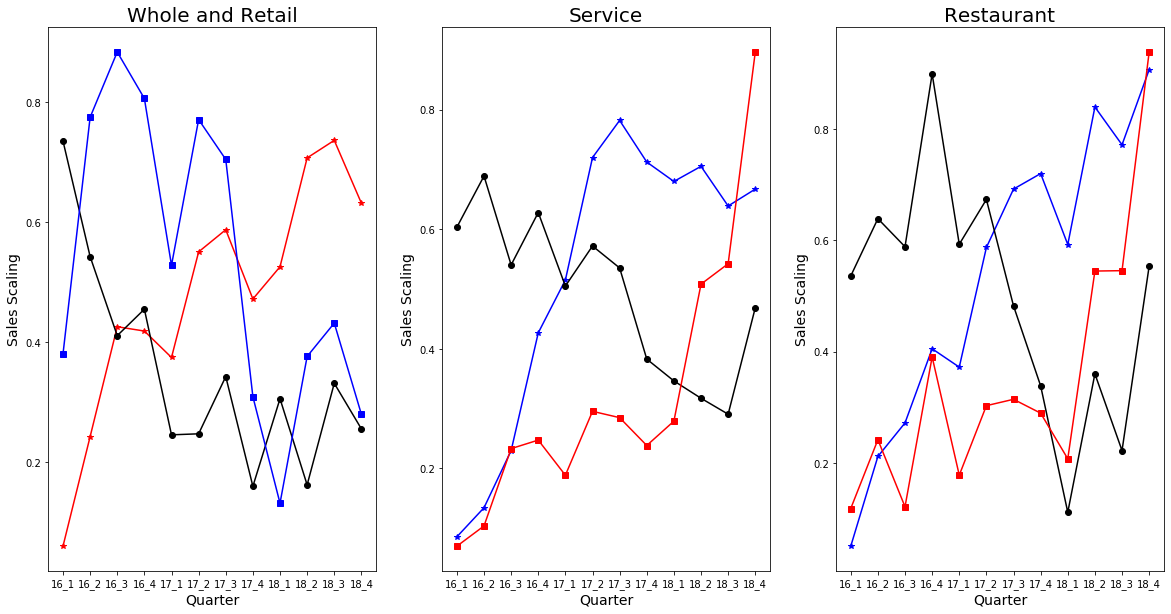 Whole and Retail
Sales Scaling
0.8
0.6
0.4
0.2
16_1 16_2 16_3 16_4 17_1 17_2 17_3 17_4 18_1 18_2 18_3 18_4
Quarter
Service
Sales Scaling
0.8
0.6
0.4
0.2
16_1 16_2 16_3 16_4 17_1 17_2 17_3 17_4 18_1 18_2 18_3 18_4
Quarter
Restaurant
Sales Scaling
0.8
0.6
0.4
0.2
16_1 16_2 16_3 16_4 17_1 17_2 17_3 17_4 18_1 18_2 18_3 18_4
Quarter